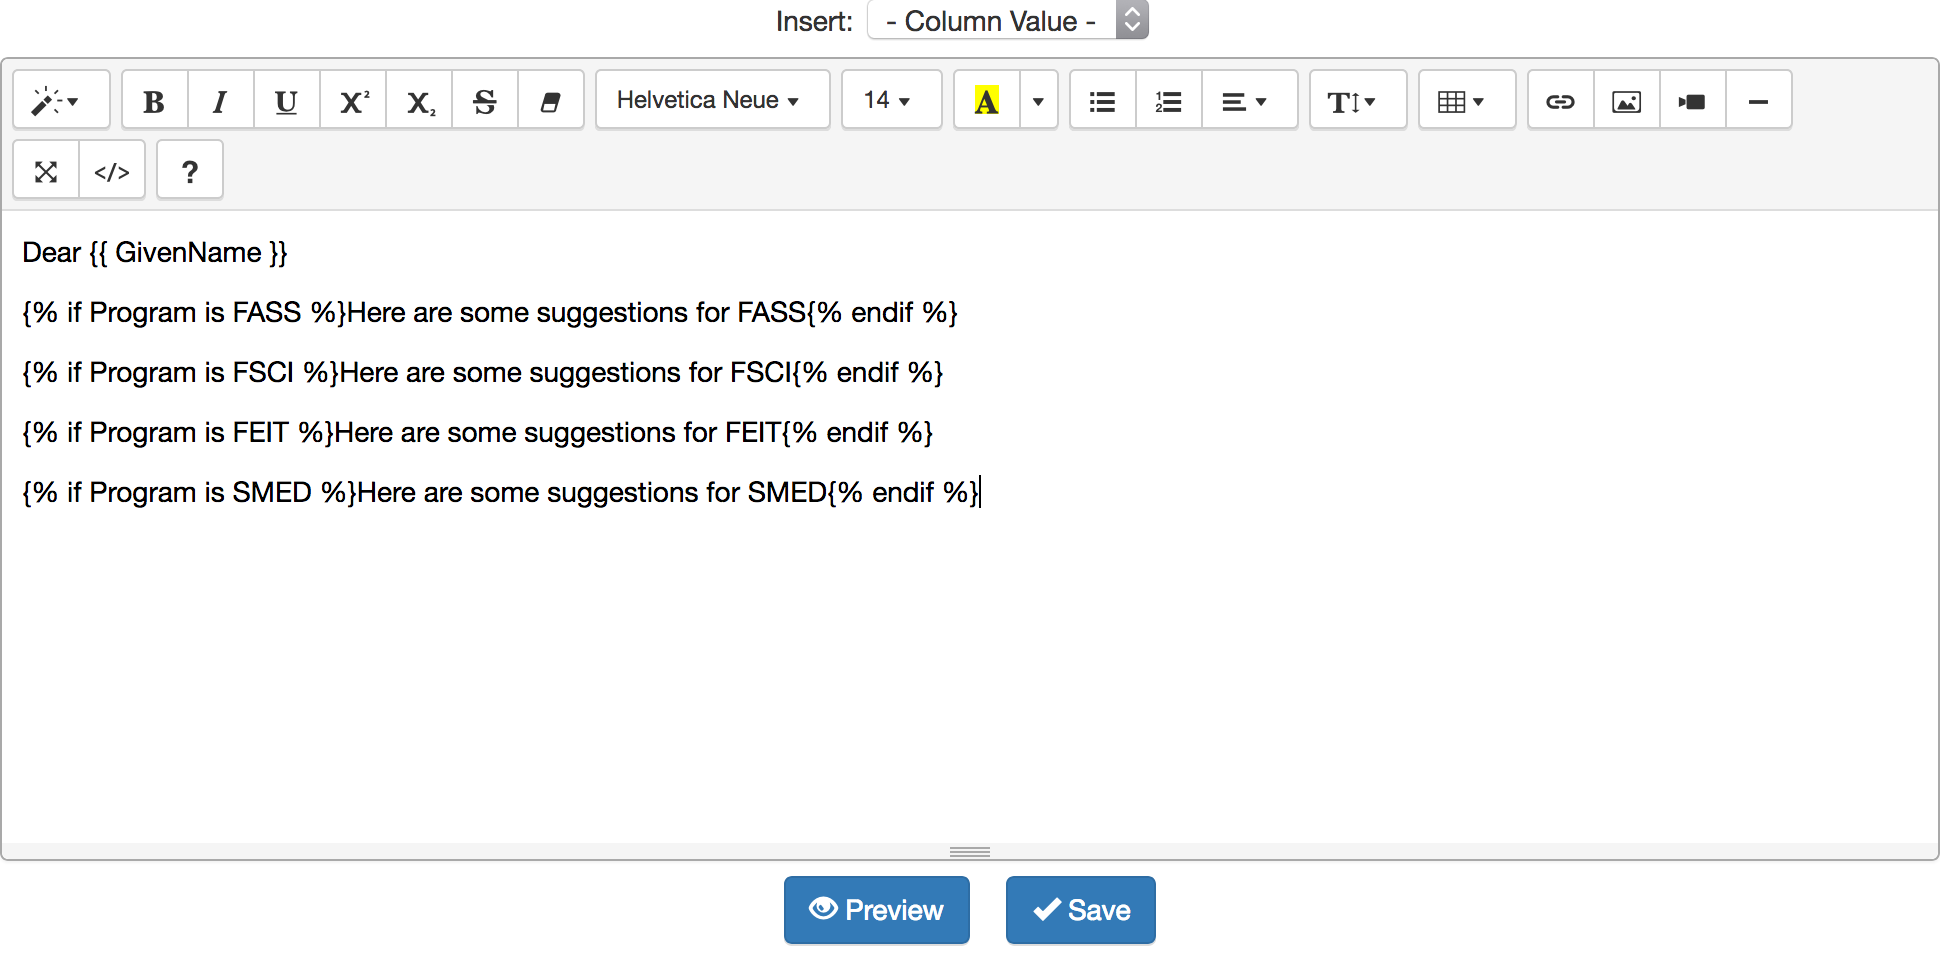 Insert: - Column Value -
B I U X² X₂ S Helvetica Neue 14 A T
</> ?
Dear {{ GivenName }}
{% if Program is FASS %}Here are some suggestions for FASS{% endif %}
{% if Program is FSCI %}Here are some suggestions for FSCI{% endif %}
{% if Program is FEIT %}Here are some suggestions for FEIT{% endif %}
{% if Program is SMED %}Here are some suggestions for SMED{% endif %}
Preview Save